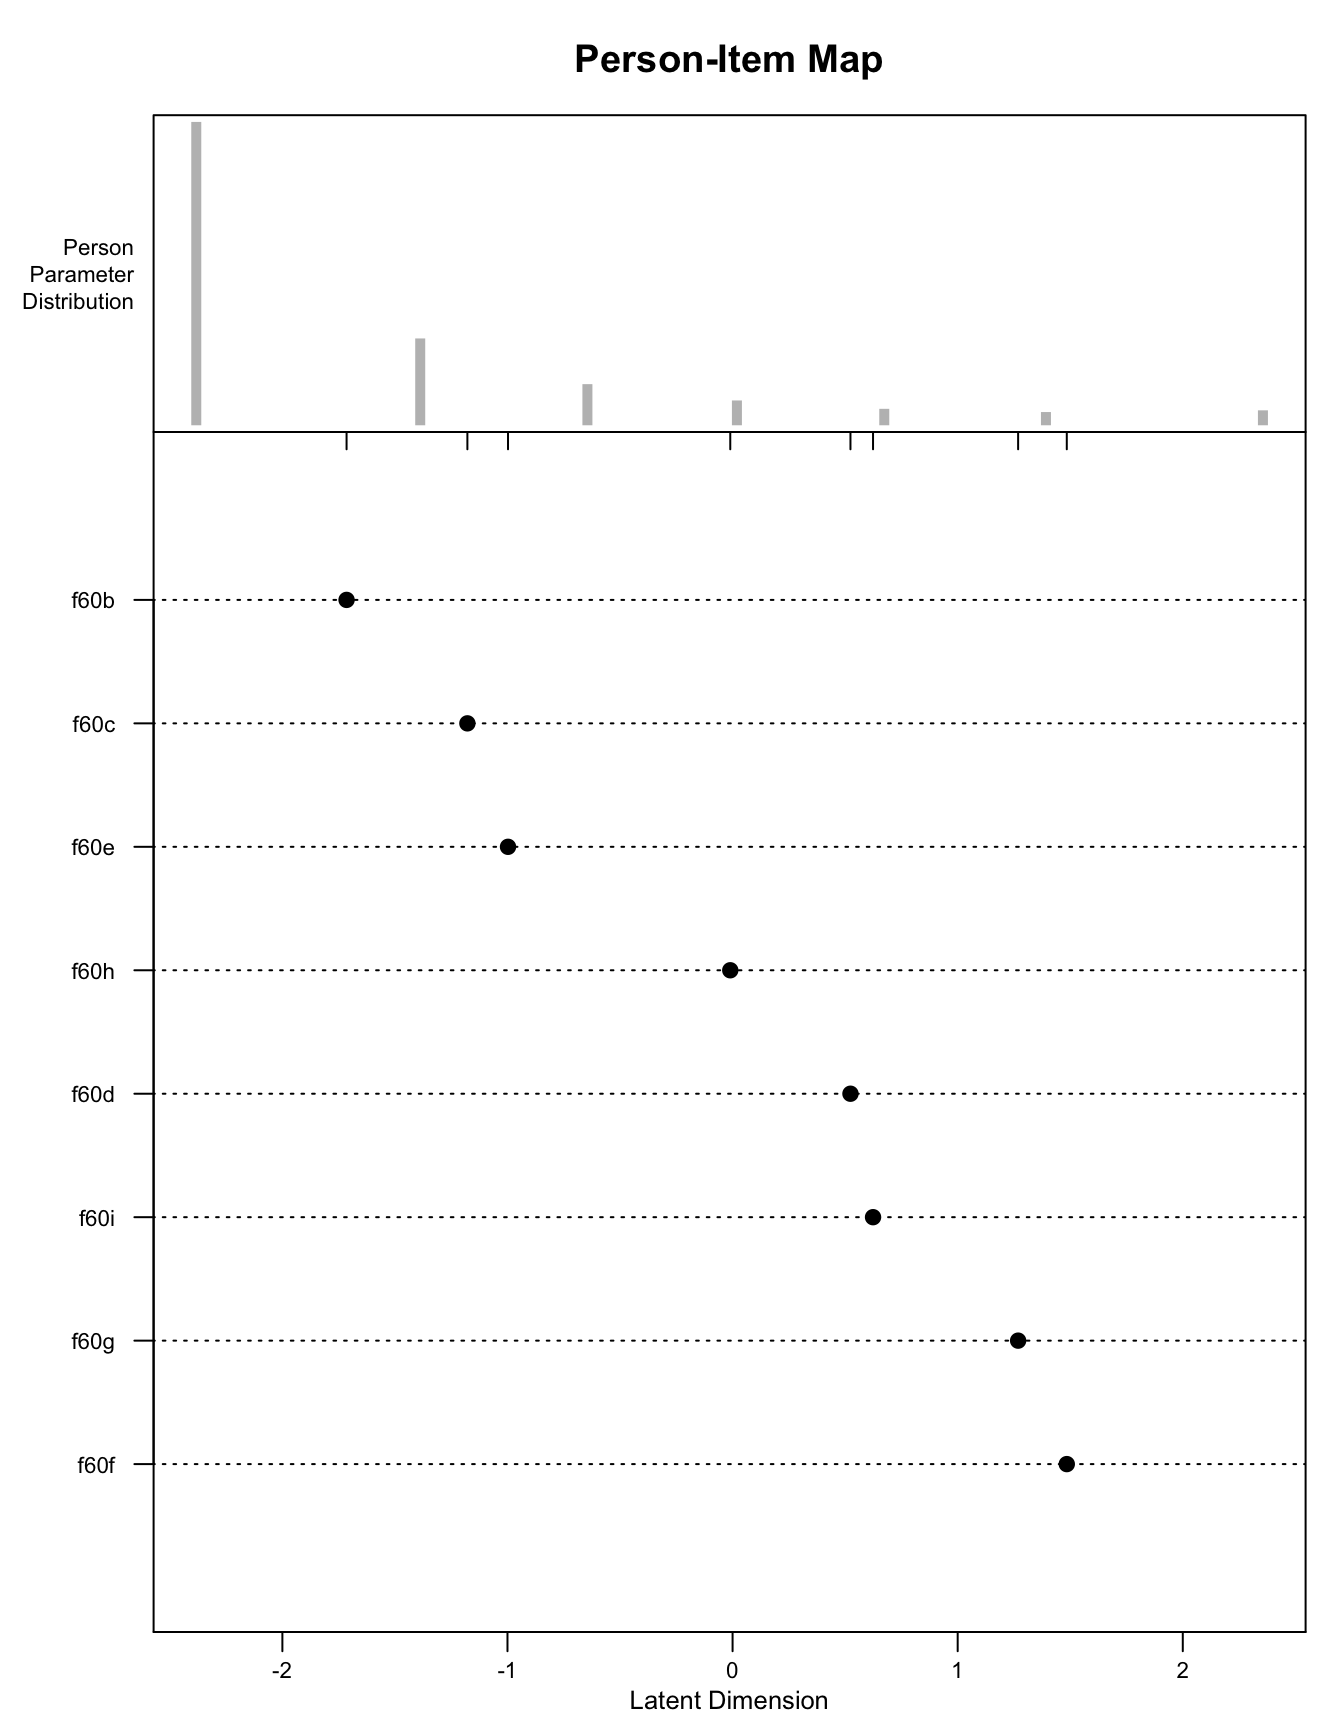 Person-Item Map
Person
Parameter
Distribution
f60b
f60c
f60e
f60h
f60d
f60i
f60g
f60f
-2 -1 0 1 2
Latent Dimension